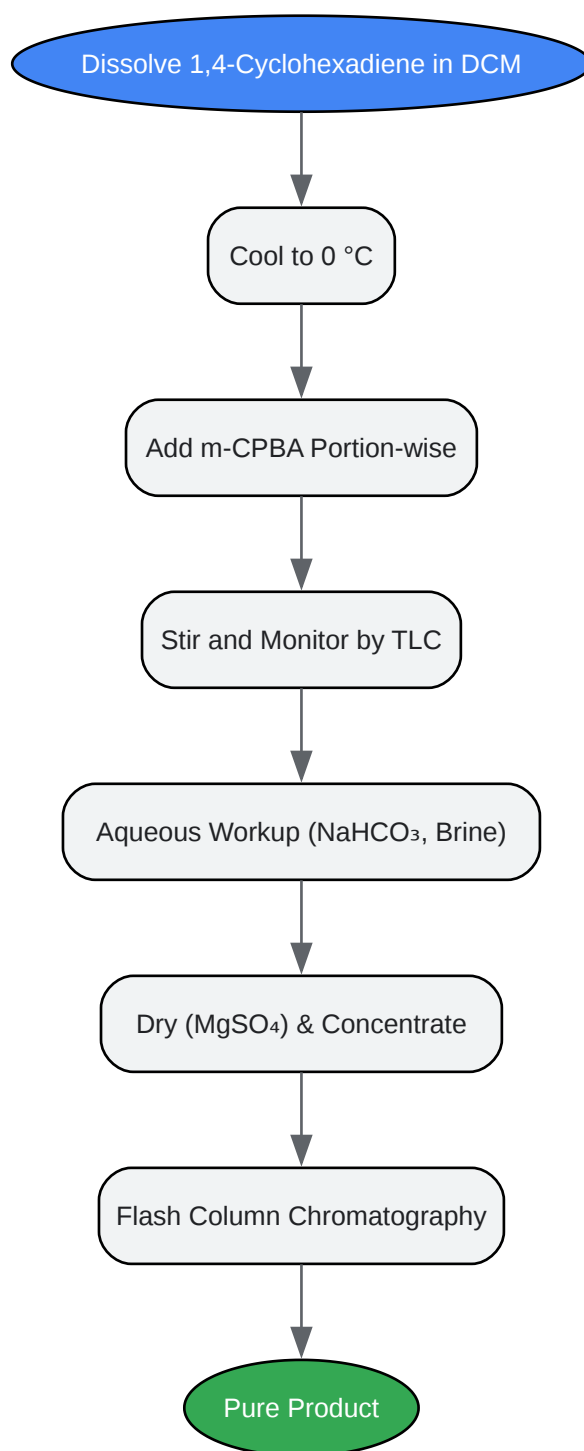 Dissolve 1,4-Cyclohexadiene in DCM
Cool to 0 °C
Add m-CPBA Portion-wise
Stir and Monitor by TLC
Aqueous Workup (NaHCO₃, Brine)
Dry (MgSO₄) & Concentrate
Flash Column Chromatography
Pure Product